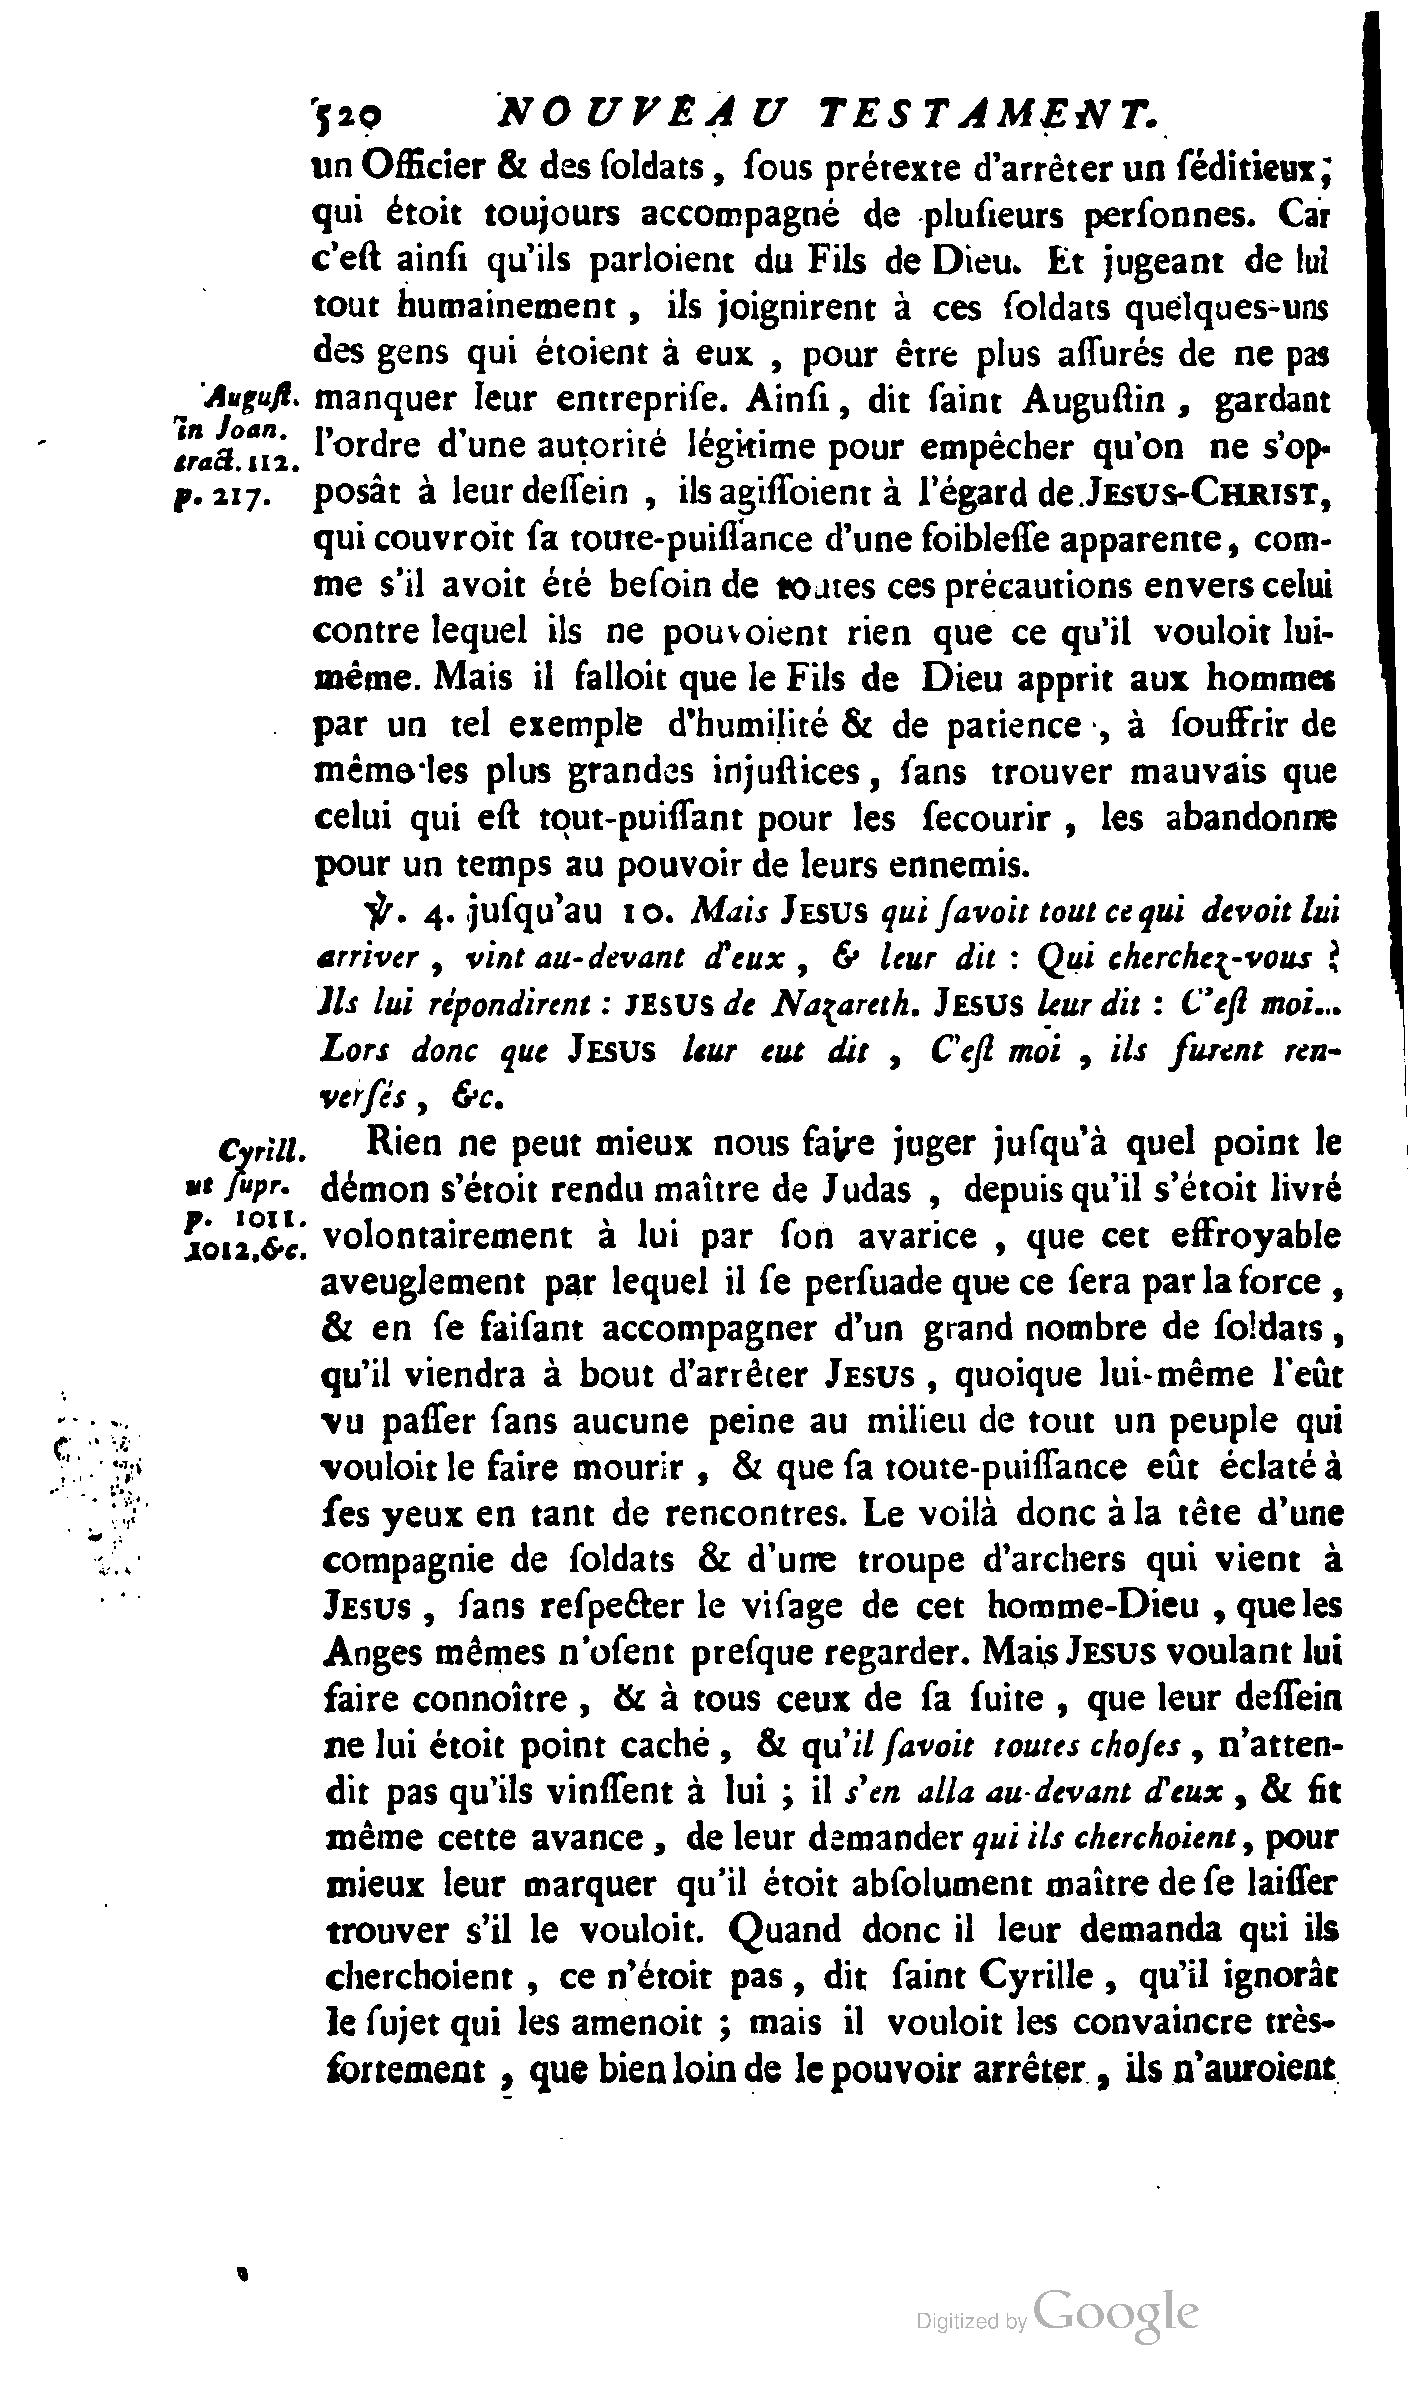 520 NOUVEAU TESTAMENT.
un Officier & des ſoldats, ſous prétexte d'arrêter un ſéditieux;
qui étoit toujours accompagné de pluſieurs perſonnes. Car
c'eſt ainſi qu'ils parloient du Fils de Dieu. Et jugeant de lui
tout humainement, ils joignirent à ces ſoldats quelques-uns
des gens qui étoient à eux, pour être plus aſſurés de ne pas
Auguſt. manquer leur entrepriſe. Ainſi, dit ſaint Auguſtin, gardant
in Joan. l'ordre d'une autorité légitime pour empêcher qu'on ne s'op-
tract. 112.
p. 217. posât à leur deſſein, ils agiſſoient à l'égard de JESUS-CHRIST,
qui couvroit ſa toute-puiſſance d'une foibleſſe apparente, com-
me s'il avoit été beſoin de toutes ces précautions envers celui
contre lequel ils ne pouvoient rien que ce qu'il vouloit lui-
même. Mais il falloit que le Fils de Dieu apprit aux hommes
par un tel exemple d'humilité & de patience, à ſouffrir de
même les plus grandes injuſtices, ſans trouver mauvais que
celui qui eſt tout-puiſſant pour les ſecourir, les abandonne
pour un temps au pouvoir de leurs ennemis.
℣. 4. juſqu'au 10. Mais JESUS qui ſavoit tout ce qui devoit lui
arriver, vint au-devant d'eux, & leur dit : Qui cherchez-vous ?
Ils lui répondirent : JESUS de Nazareth. JESUS leur dit : C'eſt moi...
Lors donc que JESUS leur eut dit, C'eſt moi, ils furent ren-
verſés, &c.
Cyrill. Rien ne peut mieux nous faire juger juſqu'à quel point le
ut ſupr. démon s'étoit rendu maître de Judas, depuis qu'il s'étoit livré
p. 1011.
1012, &c. volontairement à lui par ſon avarice, que cet effroyable
aveuglement par lequel il ſe perſuade que ce ſera par la force,
& en ſe faiſant accompagner d'un grand nombre de ſoldats,
qu'il viendra à bout d'arrêter JESUS, quoique lui-même l'eût
vu paſſer ſans aucune peine au milieu de tout un peuple qui
vouloit le faire mourir, & que ſa toute-puiſſance eût éclaté à
ſes yeux en tant de rencontres. Le voilà donc à la tête d'une
compagnie de ſoldats & d'une troupe d'archers qui vient à
JESUS, ſans reſpecter le viſage de cet homme-Dieu, que les
Anges mêmes n'oſent preſque regarder. Mais JESUS voulant lui
faire connoître, & à tous ceux de ſa ſuite, que leur deſſein
ne lui étoit point caché, & qu'il ſavoit toutes choſes, n'atten-
dit pas qu'ils vinſſent à lui ; il s'en alla au-devant d'eux, & fit
même cette avance, de leur demander qui ils cherchoient, pour
mieux leur marquer qu'il étoit abſolument maître de ſe laiſſer
trouver s'il le vouloit. Quand donc il leur demanda qui ils
cherchoient, ce n'étoit pas, dit ſaint Cyrille, qu'il ignorât
le ſujet qui les amenoit ; mais il vouloit les convaincre très-
fortement, que bien loin de le pouvoir arrêter, ils n'auroient
Digitized by Google